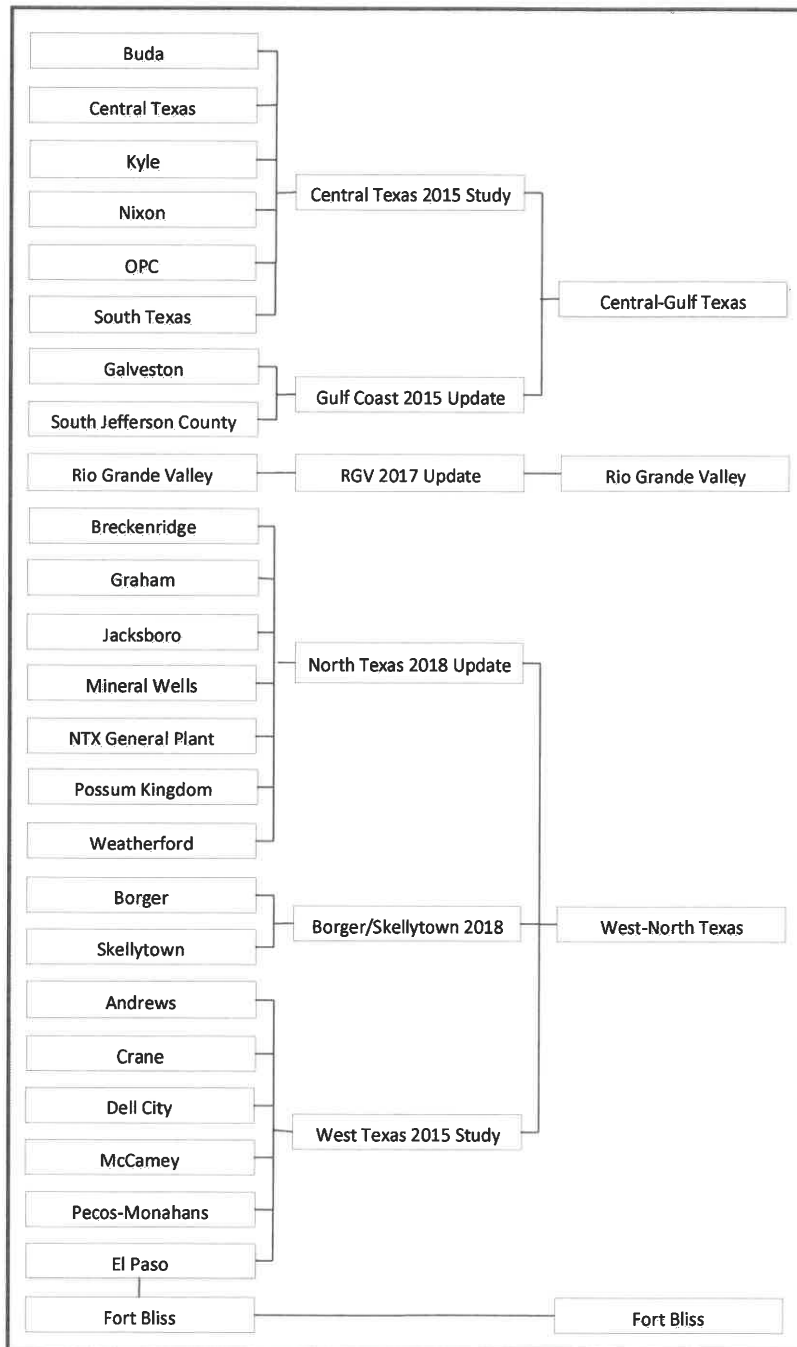 Buda
Central Texas
Kyle
Nixon
OPC
South Texas
Galveston
South Jefferson County
Rio Grande Valley
Breckenridge
Graham
Jacksboro
Mineral Wells
NTX General Plant
Possum Kingdom
Weatherford
Borger
Skellytown
Andrews
Crane
Dell City
McCamey
Pecos-Monahans
El Paso
Fort Bliss
Central Texas 2015 Study
Gulf Coast 2015 Update
RGV 2017 Update
North Texas 2018 Update
Borger/Skellytown 2018
West Texas 2015 Study
Central-Gulf Texas
Rio Grande Valley
West-North Texas
Fort Bliss